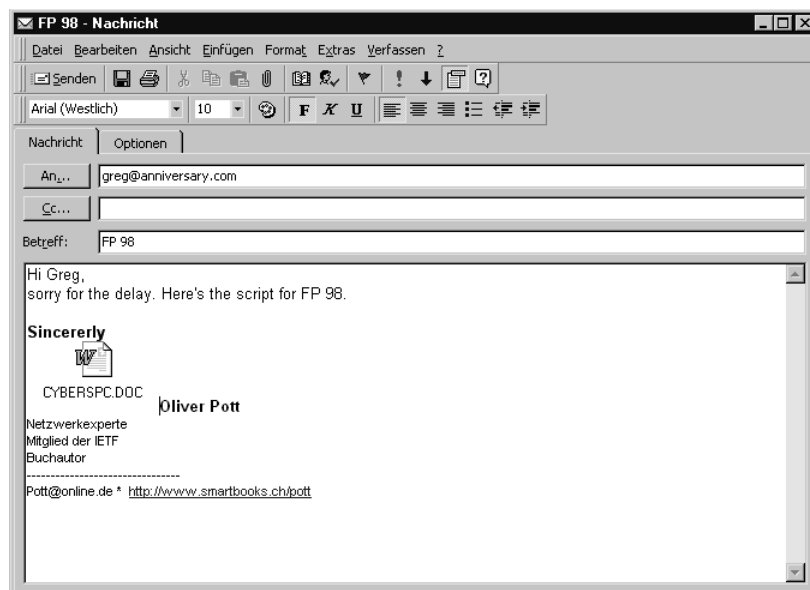 FP 98 - Nachricht
Datei Bearbeiten Ansicht Einfügen Format Extras Verfassen ?
Senden
Arial (Westlich) 10 F K U
Nachricht Optionen
An... greg@anniversary.com
Cc...
Betreff: FP 98
Hi Greg,
sorry for the delay. Here's the script for FP 98.
Sincererly
W
CYBERSPC.DOC
Oliver Pott
Netzwerkexperte
Mitglied der IETF
Buchautor
--------------------------------
Pott@online.de * http://www.smartbooks.ch/pott